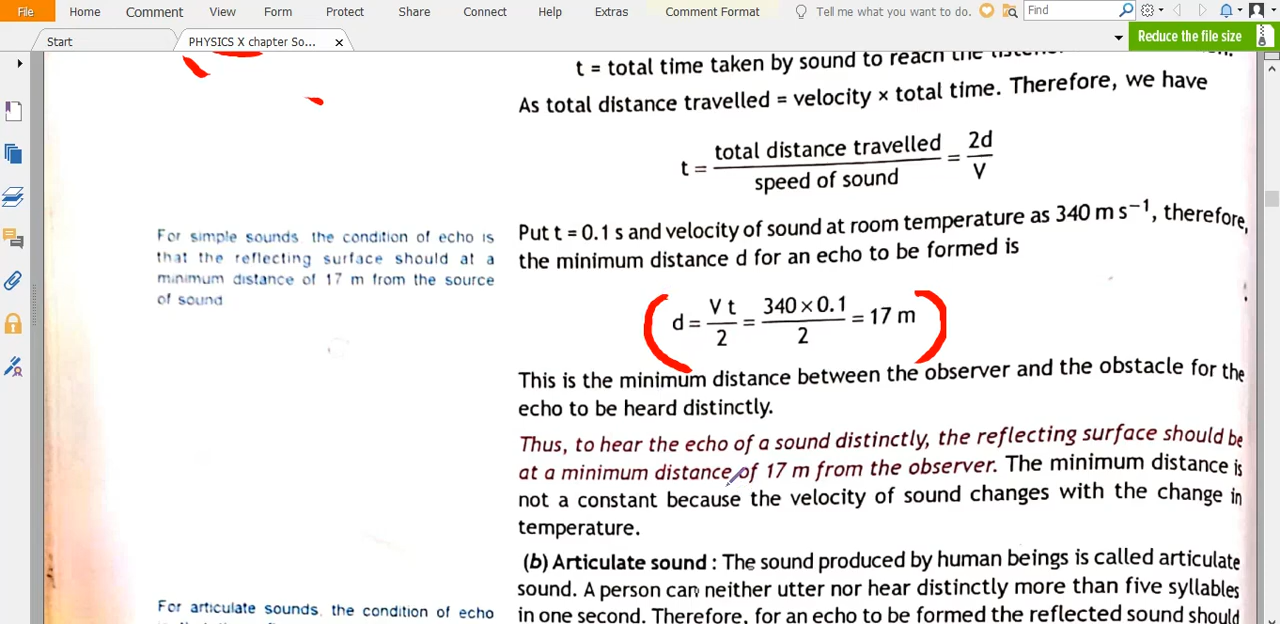 File Home Comment View Form Protect Share Connect Help Extras Comment Format Tell me what you want to do. Find
Start PHYSICS X chapter So... Reduce the file size
t = total time taken by sound to reach the
As total distance travelled = velocity × total time. Therefore, we have
t = total distance travelled / speed of sound = 2d / V
Put t = 0.1 s and velocity of sound at room temperature as 340 m s⁻¹, therefore,
the minimum distance d for an echo to be formed is
For simple sounds the condition of echo is
that the reflecting surface should at a
minimum distance of 17 m from the source
of sound
d = V t / 2 = 340 × 0.1 / 2 = 17 m
This is the minimum distance between the observer and the obstacle for the
echo to be heard distinctly.
Thus, to hear the echo of a sound distinctly, the reflecting surface should be
at a minimum distance of 17 m from the observer. The minimum distance is
not a constant because the velocity of sound changes with the change in
temperature.
(b) Articulate sound : The sound produced by human beings is called articulate
sound. A person can neither utter nor hear distinctly more than five syllables
in one second. Therefore, for an echo to be formed the reflected sound should
For articulate sounds, the condition of echo